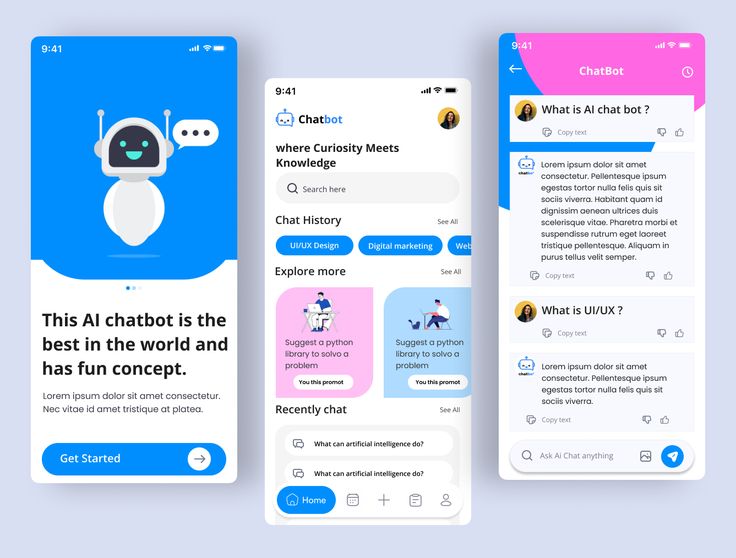 9:41
This AI chatbot is the
best in the world and
has fun concept.
Lorem ipsum dolor sit amet consectetur.
Nec vitae id amet tristique at platea.
Get Started
9:41
Chatbot
where Curiosity Meets
Knowledge
Search here
Chat History
See All
UI/UX Design
Digital marketing
Web
Explore more
See All
Suggest a python
library to solvo a
problem
You this promot
Suggest a python
library to solvo a
problem
You this promot
Recently chat
See All
What can artificial intelligence do?
What can artificial intelligence do?
Home
9:41
ChatBot
What is AI chat bot ?
Copy text
chatbot
Lorem ipsum dolor sit amet
consectetur. Pellentesque ipsum
egestas tortor nulla felis quis sit
sociis viverra. Habitant quam id
dignissim aenean ultrices duis
suspendisse rutrum eget laoreet
tristique pellentesque. Aliquam in
purus tellus velit semper.
Copy text
What is UI/UX ?
Copy text
chatbot
Lorem ipsum dolor sit amet
consectetur. Pellentesque ipsum
egestas tortor nulla felis quis sit
sociis viverra.
Copy text
Ask Ai Chat anything